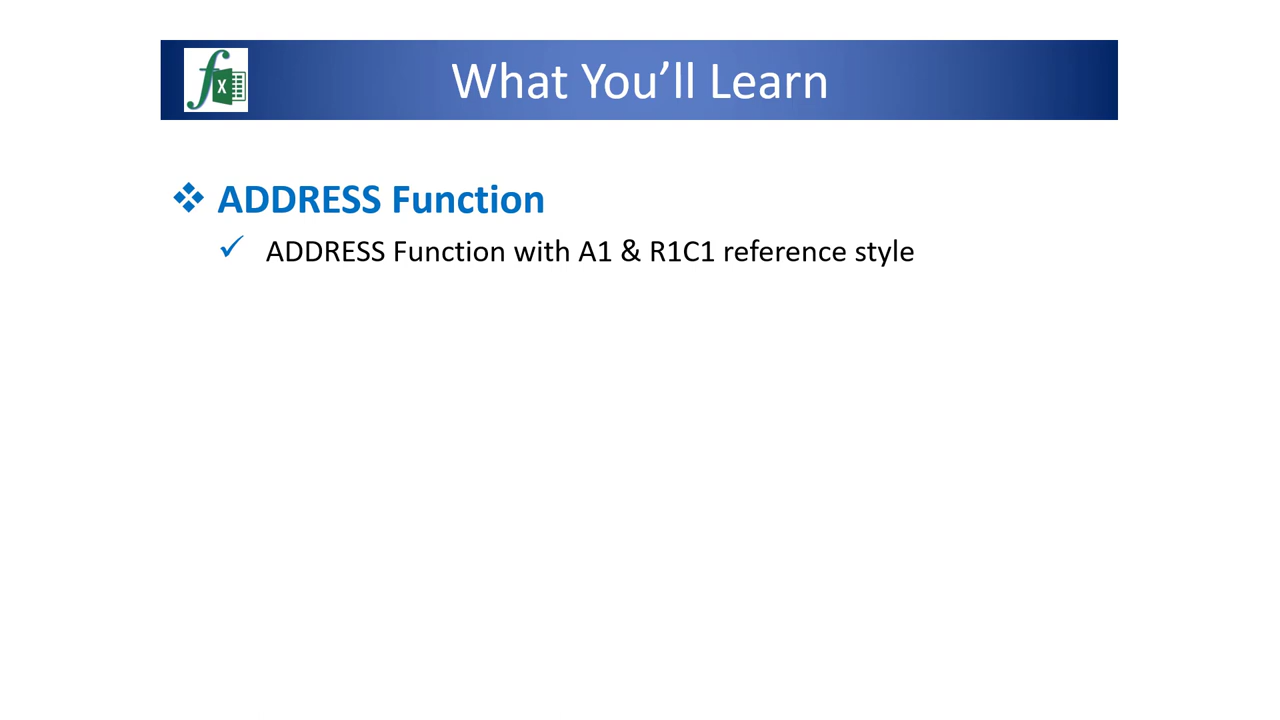 What You’ll Learn
ADDRESS Function
ADDRESS Function with A1 & R1C1 reference style